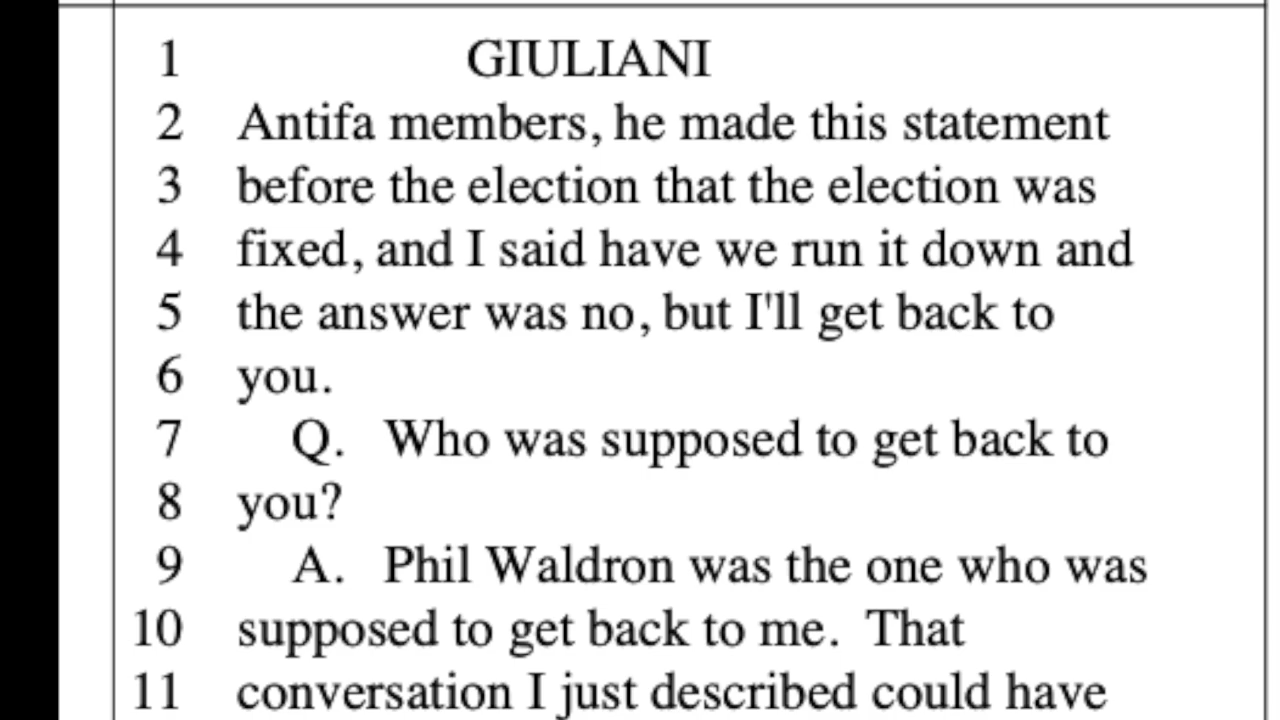 1 GIULIANI
2 Antifa members, he made this statement
3 before the election that the election was
4 fixed, and I said have we run it down and
5 the answer was no, but I'll get back to
6 you.
7 Q. Who was supposed to get back to
8 you?
9 A. Phil Waldron was the one who was
10 supposed to get back to me. That
11 conversation I just described could have